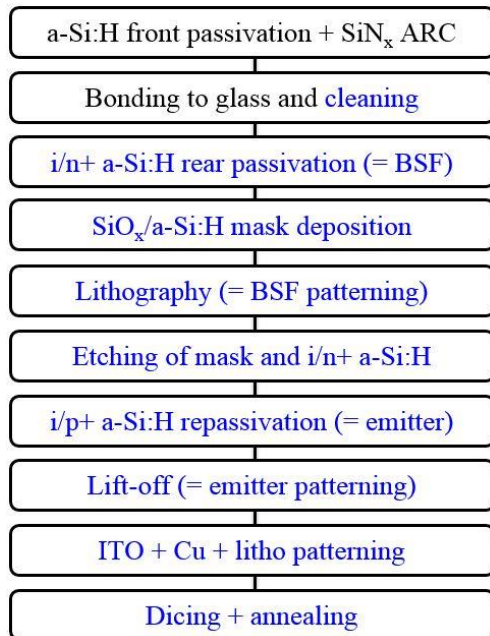 a-Si:H front passivation + SiNx ARC
Bonding to glass and cleaning
i/n+ a-Si:H rear passivation (= BSF)
SiOx/a-Si:H mask deposition
Lithography (= BSF patterning)
Etching of mask and i/n+ a-Si:H
i/p+ a-Si:H repassivation (= emitter)
Lift-off (= emitter patterning)
ITO + Cu + litho patterning
Dicing + annealing